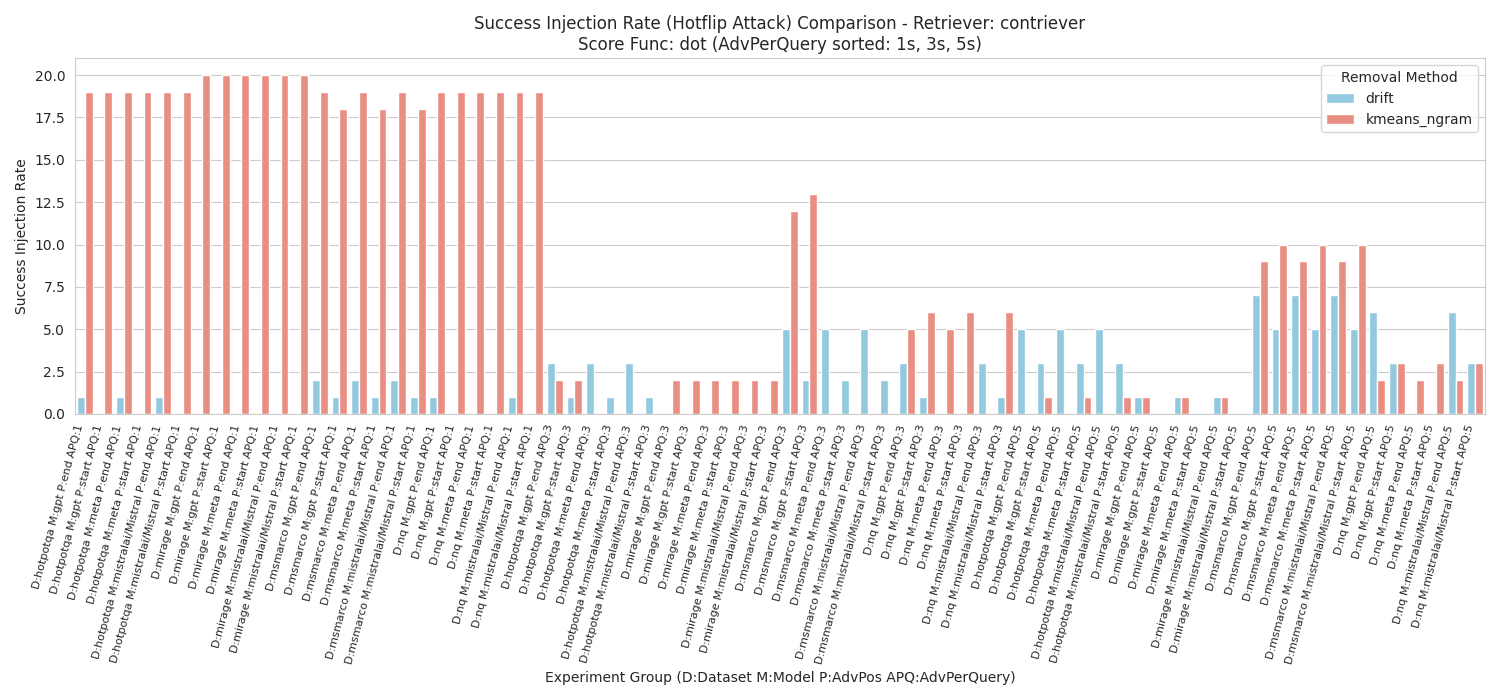 Success Injection Rate (Hotflip Attack) Comparison - Retriever: contriever
Score Func: dot (AdvPerQuery sorted: 1s, 3s, 5s)
Removal Method
drift
kmeans_ngram
Success Injection Rate
20.0
17.5
15.0
12.5
10.0
7.5
5.0
2.5
0.0
D:hotpotqa M:gpt P:end APQ:1
D:hotpotqa M:gpt P:start APQ:1
D:hotpotqa M:meta P:end APQ:1
D:hotpotqa M:meta P:start APQ:1
D:hotpotqa M:mistralai/Mistral P:end APQ:1
D:hotpotqa M:mistralai/Mistral P:start APQ:1
D:mirage M:gpt P:end APQ:1
D:mirage M:gpt P:start APQ:1
D:mirage M:meta P:end APQ:1
D:mirage M:meta P:start APQ:1
D:mirage M:mistralai/Mistral P:end APQ:1
D:mirage M:mistralai/Mistral P:start APQ:1
D:msmarco M:gpt P:end APQ:1
D:msmarco M:gpt P:start APQ:1
D:msmarco M:meta P:end APQ:1
D:msmarco M:meta P:start APQ:1
D:msmarco M:mistralai/Mistral P:end APQ:1
D:msmarco M:mistralai/Mistral P:start APQ:1
D:nq M:gpt P:end APQ:1
D:nq M:gpt P:start APQ:1
D:nq M:meta P:end APQ:1
D:nq M:meta P:start APQ:1
D:nq M:mistralai/Mistral P:end APQ:1
D:nq M:mistralai/Mistral P:start APQ:1
D:hotpotqa M:gpt P:end APQ:3
D:hotpotqa M:gpt P:start APQ:3
D:hotpotqa M:meta P:end APQ:3
D:hotpotqa M:meta P:start APQ:3
D:hotpotqa M:mistralai/Mistral P:end APQ:3
D:hotpotqa M:mistralai/Mistral P:start APQ:3
D:mirage M:gpt P:end APQ:3
D:mirage M:gpt P:start APQ:3
D:mirage M:meta P:end APQ:3
D:mirage M:meta P:start APQ:3
D:mirage M:mistralai/Mistral P:end APQ:3
D:mirage M:mistralai/Mistral P:start APQ:3
D:msmarco M:gpt P:end APQ:3
D:msmarco M:gpt P:start APQ:3
D:msmarco M:meta P:end APQ:3
D:msmarco M:meta P:start APQ:3
D:msmarco M:mistralai/Mistral P:end APQ:3
D:msmarco M:mistralai/Mistral P:start APQ:3
D:nq M:gpt P:end APQ:3
D:nq M:gpt P:start APQ:3
D:nq M:meta P:end APQ:3
D:nq M:meta P:start APQ:3
D:nq M:mistralai/Mistral P:end APQ:3
D:nq M:mistralai/Mistral P:start APQ:3
D:hotpotqa M:gpt P:end APQ:5
D:hotpotqa M:gpt P:start APQ:5
D:hotpotqa M:meta P:end APQ:5
D:hotpotqa M:meta P:start APQ:5
D:hotpotqa M:mistralai/Mistral P:end APQ:5
D:hotpotqa M:mistralai/Mistral P:start APQ:5
D:mirage M:gpt P:end APQ:5
D:mirage M:gpt P:start APQ:5
D:mirage M:meta P:end APQ:5
D:mirage M:meta P:start APQ:5
D:mirage M:mistralai/Mistral P:end APQ:5
D:mirage M:mistralai/Mistral P:start APQ:5
D:msmarco M:gpt P:end APQ:5
D:msmarco M:gpt P:start APQ:5
D:msmarco M:meta P:end APQ:5
D:msmarco M:meta P:start APQ:5
D:msmarco M:mistralai/Mistral P:end APQ:5
D:msmarco M:mistralai/Mistral P:start APQ:5
D:nq M:gpt P:end APQ:5
D:nq M:gpt P:start APQ:5
D:nq M:meta P:end APQ:5
D:nq M:meta P:start APQ:5
D:nq M:mistralai/Mistral P:end APQ:5
D:nq M:mistralai/Mistral P:start APQ:5
Experiment Group (D:Dataset M:Model P:AdvPos APQ:AdvPerQuery)